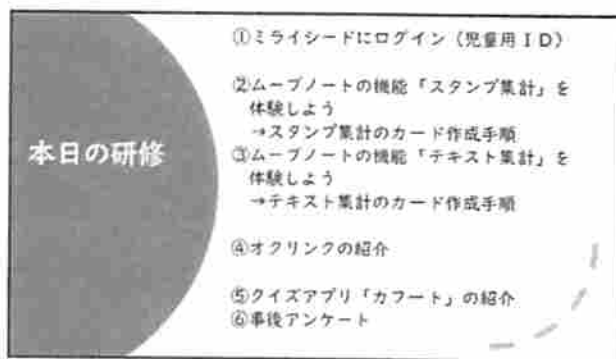 本日の研修
①ミライシードにログイン（児童用ＩＤ）
②ムーブノートの機能「スタンプ集計」を
体験しよう
→スタンプ集計のカード作成手順
③ムーブノートの機能「テキスト集計」を
体験しよう
→テキスト集計のカード作成手順
④オクリンクの紹介
⑤クイズアプリ「カフート」の紹介
⑥事後アンケート